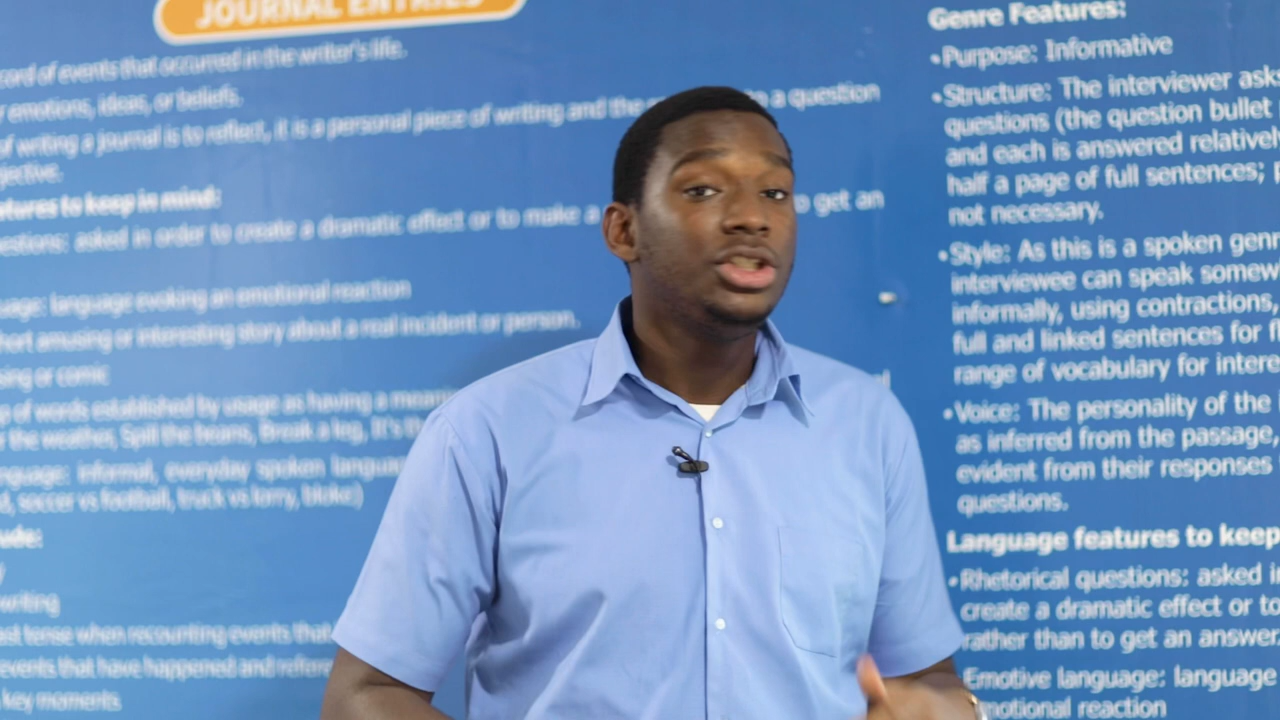 JOURNAL ENTRIES
cord of events that occurred in the writer's life.
emotions, ideas, or beliefs.
of writing a journal is to reflect, it is a personal piece of writing and the
to a question
jective.
atures to keep in mind:
estions: asked in order to create a dramatic effect or to make a
to get an
uage: language evoking an emotional reaction
hort amusing or interesting story about a real incident or person.
sing or comic
of words established by usage as having a mean
the weather, Spill the beans, Break a leg, It's
nguage: informal, everyday spoken langua
d, soccer vs football, truck vs lorry, bloke)
ude:
writing
ast tense when recounting events that
events that have happened and
key moments
Genre Features:
•Purpose: Informative
•Structure: The interviewer asks
questions (the question bullet
and each is answered relatively
half a page of full sentences; p
not necessary.
•Style: As this is a spoken genr
interviewee can speak somew
informally, using contractions,
full and linked sentences for f
range of vocabulary for intere
•Voice: The personality of the
as inferred from the passage,
evident from their responses
questions.
Language features to keep
•Rhetorical questions: asked i
create a dramatic effect or to
rather than to get an answer
Emotive language: language
motional reaction